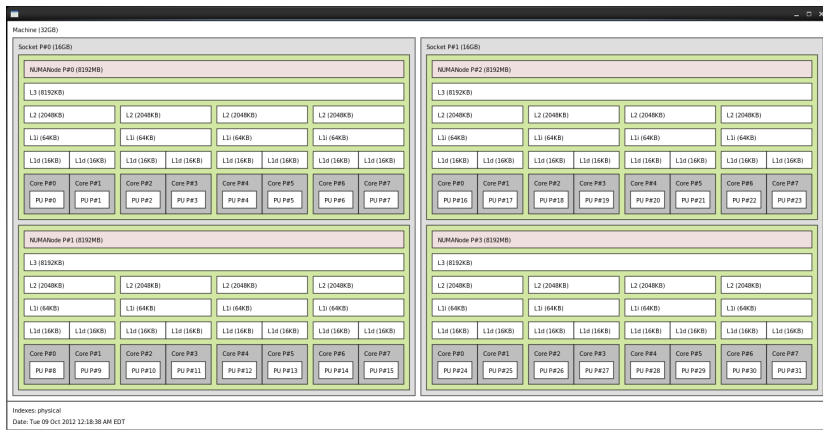 Machine (32GB)
Socket P#0 (16GB)
NUMANode P#0 (8192MB)
L3 (8192KB)
L2 (2048KB) L2 (2048KB) L2 (2048KB) L2 (2048KB)
L1i (64KB) L1i (64KB) L1i (64KB) L1i (64KB)
L1d (16KB) L1d (16KB) L1d (16KB) L1d (16KB) L1d (16KB) L1d (16KB) L1d (16KB) L1d (16KB)
Core P#0 Core P#1 Core P#2 Core P#3 Core P#4 Core P#5 Core P#6 Core P#7
PU P#0 PU P#1 PU P#2 PU P#3 PU P#4 PU P#5 PU P#6 PU P#7
NUMANode P#1 (8192MB)
L3 (8192KB)
L2 (2048KB) L2 (2048KB) L2 (2048KB) L2 (2048KB)
L1i (64KB) L1i (64KB) L1i (64KB) L1i (64KB)
L1d (16KB) L1d (16KB) L1d (16KB) L1d (16KB) L1d (16KB) L1d (16KB) L1d (16KB) L1d (16KB)
Core P#0 Core P#1 Core P#2 Core P#3 Core P#4 Core P#5 Core P#6 Core P#7
PU P#8 PU P#9 PU P#10 PU P#11 PU P#12 PU P#13 PU P#14 PU P#15
Socket P#1 (16GB)
NUMANode P#2 (8192MB)
L3 (8192KB)
L2 (2048KB) L2 (2048KB) L2 (2048KB) L2 (2048KB)
L1i (64KB) L1i (64KB) L1i (64KB) L1i (64KB)
L1d (16KB) L1d (16KB) L1d (16KB) L1d (16KB) L1d (16KB) L1d (16KB) L1d (16KB) L1d (16KB)
Core P#0 Core P#1 Core P#2 Core P#3 Core P#4 Core P#5 Core P#6 Core P#7
PU P#16 PU P#17 PU P#18 PU P#19 PU P#20 PU P#21 PU P#22 PU P#23
NUMANode P#3 (8192MB)
L3 (8192KB)
L2 (2048KB) L2 (2048KB) L2 (2048KB) L2 (2048KB)
L1i (64KB) L1i (64KB) L1i (64KB) L1i (64KB)
L1d (16KB) L1d (16KB) L1d (16KB) L1d (16KB) L1d (16KB) L1d (16KB) L1d (16KB) L1d (16KB)
Core P#0 Core P#1 Core P#2 Core P#3 Core P#4 Core P#5 Core P#6 Core P#7
PU P#24 PU P#25 PU P#26 PU P#27 PU P#28 PU P#29 PU P#30 PU P#31
Indexes: physical
Date: Tue 09 Oct 2012 12:18:38 AM EDT